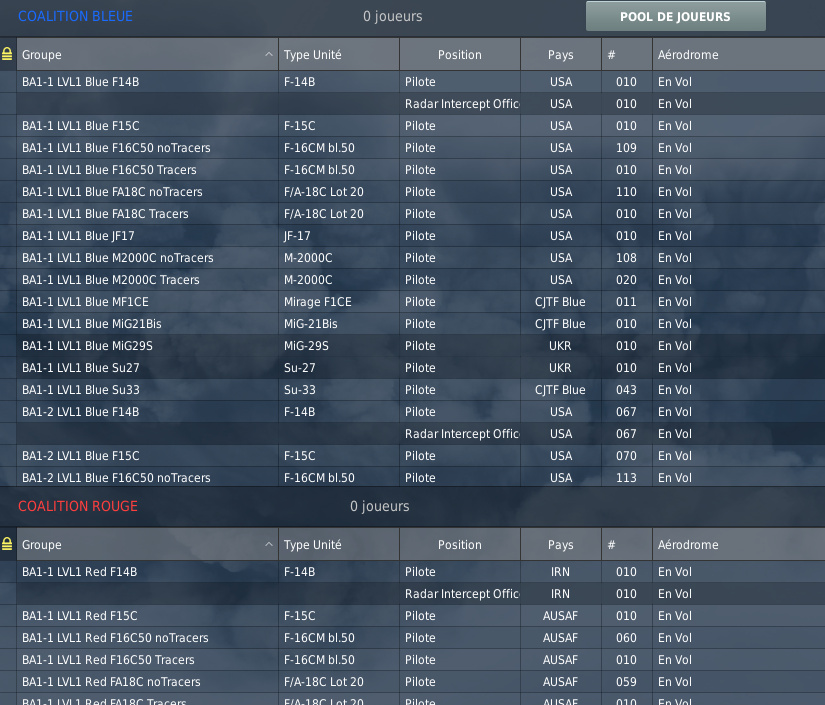 COALITION BLEUE 0 joueurs POOL DE JOUEURS
Groupe Type Unité Position Pays # Aérodrome
BA1-1 LVL1 Blue F14B F-14B Pilote USA 010 En Vol
Radar Intercept Offic USA 010 En Vol
BA1-1 LVL1 Blue F15C F-15C Pilote USA 010 En Vol
BA1-1 LVL1 Blue F16C50 noTracers F-16CM bl.50 Pilote USA 109 En Vol
BA1-1 LVL1 Blue F16C50 Tracers F-16CM bl.50 Pilote USA 010 En Vol
BA1-1 LVL1 Blue FA18C noTracers F/A-18C Lot 20 Pilote USA 110 En Vol
BA1-1 LVL1 Blue FA18C Tracers F/A-18C Lot 20 Pilote USA 010 En Vol
BA1-1 LVL1 Blue JF17 JF-17 Pilote USA 010 En Vol
BA1-1 LVL1 Blue M2000C noTracers M-2000C Pilote USA 108 En Vol
BA1-1 LVL1 Blue M2000C Tracers M-2000C Pilote USA 020 En Vol
BA1-1 LVL1 Blue MF1CE Mirage F1CE Pilote CJTF Blue 011 En Vol
BA1-1 LVL1 Blue MiG21Bis MiG-21Bis Pilote CJTF Blue 010 En Vol
BA1-1 LVL1 Blue MiG29S MiG-29S Pilote UKR 010 En Vol
BA1-1 LVL1 Blue Su27 Su-27 Pilote UKR 010 En Vol
BA1-1 LVL1 Blue Su33 Su-33 Pilote CJTF Blue 043 En Vol
BA1-2 LVL1 Blue F14B F-14B Pilote USA 067 En Vol
Radar Intercept Offic USA 067 En Vol
BA1-2 LVL1 Blue F15C F-15C Pilote USA 070 En Vol
BA1-2 LVL1 Blue F16C50 noTracers F-16CM bl.50 Pilote USA 113 En Vol
COALITION ROUGE 0 joueurs
Groupe Type Unité Position Pays # Aérodrome
BA1-1 LVL1 Red F14B F-14B Pilote IRN 010 En Vol
Radar Intercept Offic IRN 010 En Vol
BA1-1 LVL1 Red F15C F-15C Pilote AUSAF 010 En Vol
BA1-1 LVL1 Red F16C50 noTracers F-16CM bl.50 Pilote AUSAF 060 En Vol
BA1-1 LVL1 Red F16C50 Tracers F-16CM bl.50 Pilote AUSAF 010 En Vol
BA1-1 LVL1 Red FA18C noTracers F/A-18C Lot 20 Pilote AUSAF 059 En Vol
BA1-1 LVL1 Red FA18C Tracers F/A-18C Lot 20 Pilote AUSAF 010 En Vol